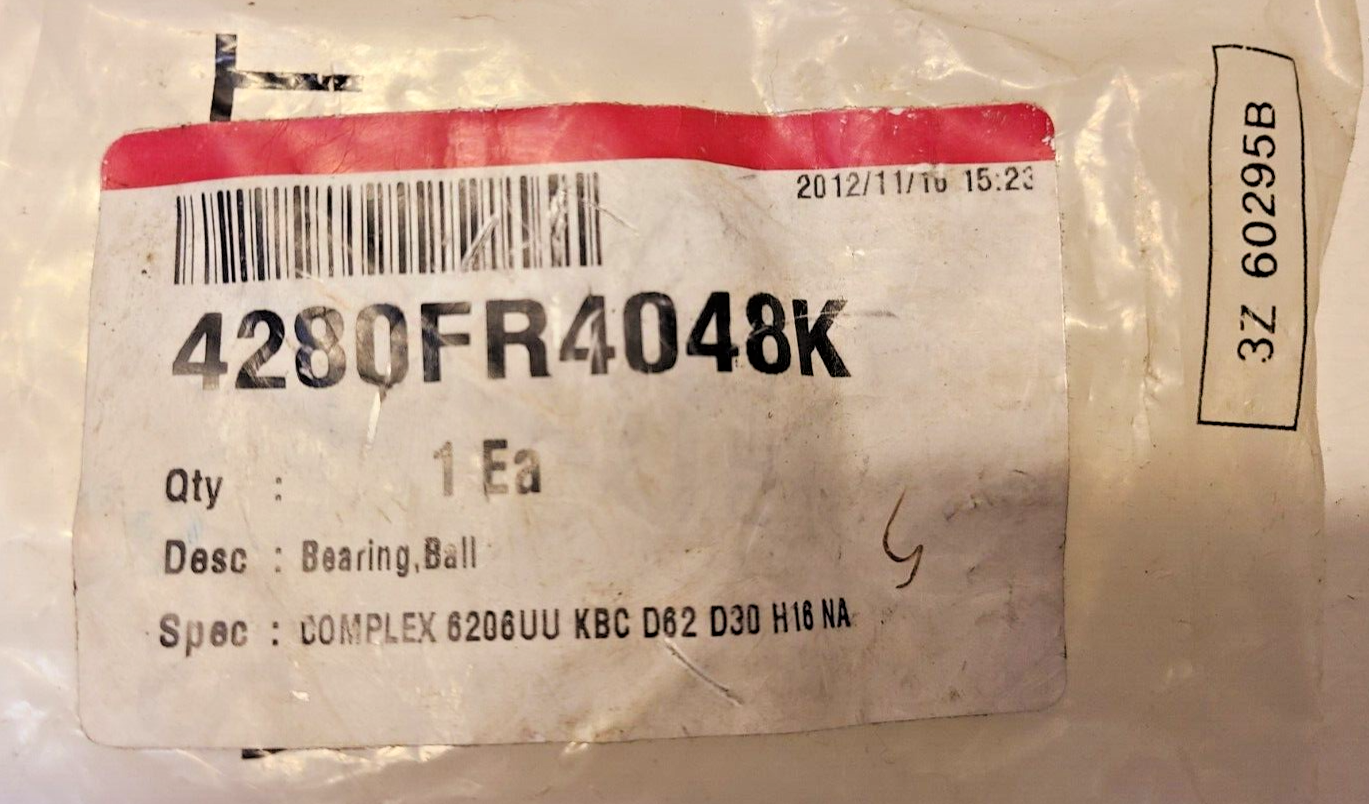 2012/11/16 15:23
4280FR4048K
Qty : 1 Ea
Desc : Bearing,Ball
Spec : COMPLEX 6206UU KBC D62 D30 H16 NA
3Z 60295B